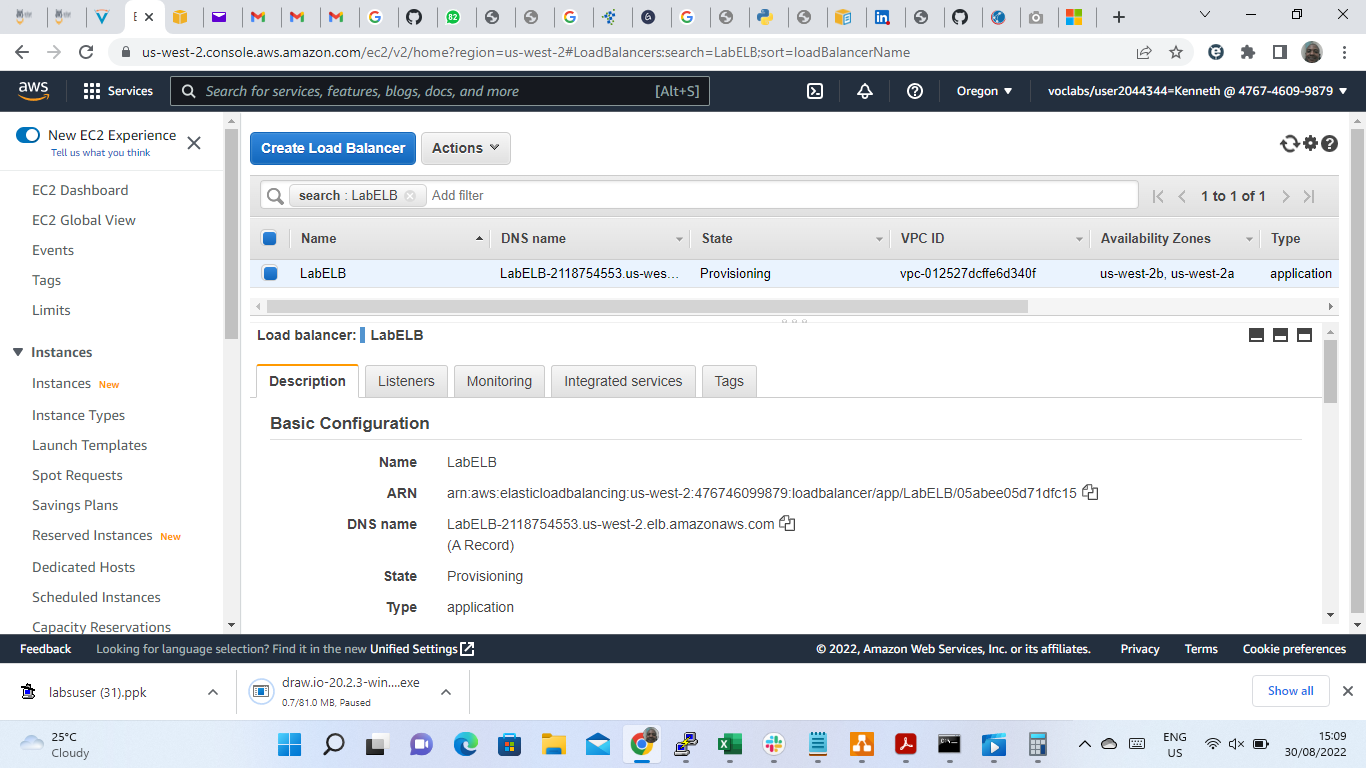 E
82
us-west-2.console.aws.amazon.com/ec2/v2/home?region=us-west-2#LoadBalancers:search=LabELB;sort=loadBalancerName
aws Services Search for services, features, blogs, docs, and more [Alt+S] Oregon voclabs/user2044344=Kenneth @ 4767-4609-9879
New EC2 Experience
Tell us what you think
EC2 Dashboard
EC2 Global View
Events
Tags
Limits
Instances
Instances New
Instance Types
Launch Templates
Spot Requests
Savings Plans
Reserved Instances New
Dedicated Hosts
Scheduled Instances
Capacity Reservations
Create Load Balancer Actions
search : LabELB Add filter 1 to 1 of 1
Name DNS name State VPC ID Availability Zones Type
LabELB LabELB-2118754553.us-wes... Provisioning vpc-012527dcffe6d340f us-west-2b, us-west-2a application
Load balancer: LabELB
Description Listeners Monitoring Integrated services Tags
Basic Configuration
Name LabELB
ARN arn:aws:elasticloadbalancing:us-west-2:476746099879:loadbalancer/app/LabELB/05abee05d71dfc15
DNS name LabELB-2118754553.us-west-2.elb.amazonaws.com
(A Record)
State Provisioning
Type application
Feedback Looking for language selection? Find it in the new Unified Settings © 2022, Amazon Web Services, Inc. or its affiliates. Privacy Terms Cookie preferences
labsuser (31).ppk
draw.io-20.2.3-win....exe
0.7/81.0 MB, Paused
Show all
25°C
Cloudy
ENG
US
15:09
30/08/2022